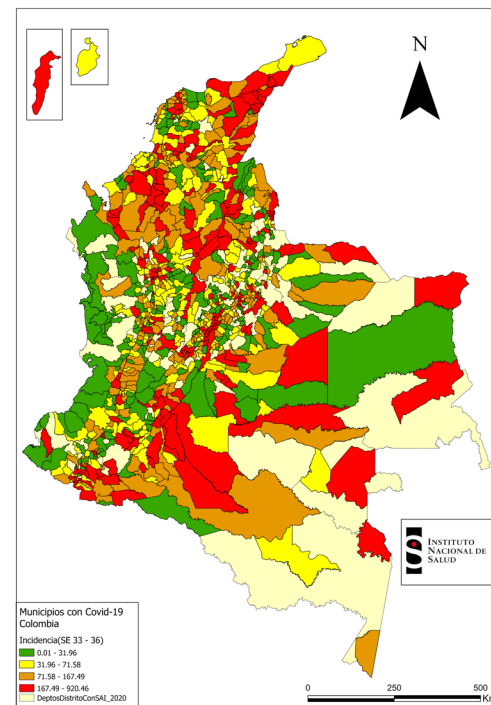 N
INSTITUTO
NACIONAL DE
SALUD
Municipios con Covid-19
Colombia
Incidencia(SE 33 - 36)
0.01 - 31.96
31.96 - 71.58
71.58 - 167.49
167.49 - 920.46
DeptosDistritoConSAI_2020
0 250 500
Km